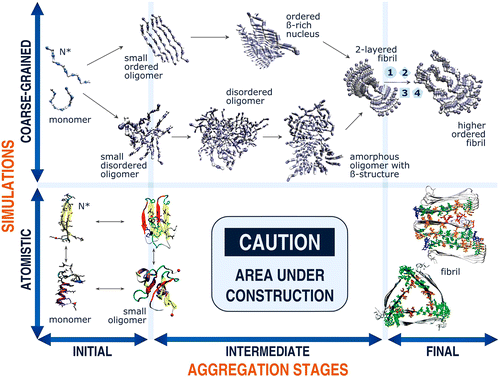 SIMULATIONS
COARSE-GRAINED
N*
monomer
small
ordered
oligomer
ordered
ß-rich
nucleus
2-layered
fibril
1 2
3 4
higher
ordered
fibril
small
disordered
oligomer
disordered
oligomer
amorphous
oligomer with
ß-structure
ATOMISTIC
N*
monomer
small
oligomer
CAUTION
AREA UNDER
CONSTRUCTION
fibril
INITIAL
INTERMEDIATE
FINAL
AGGREGATION STAGES